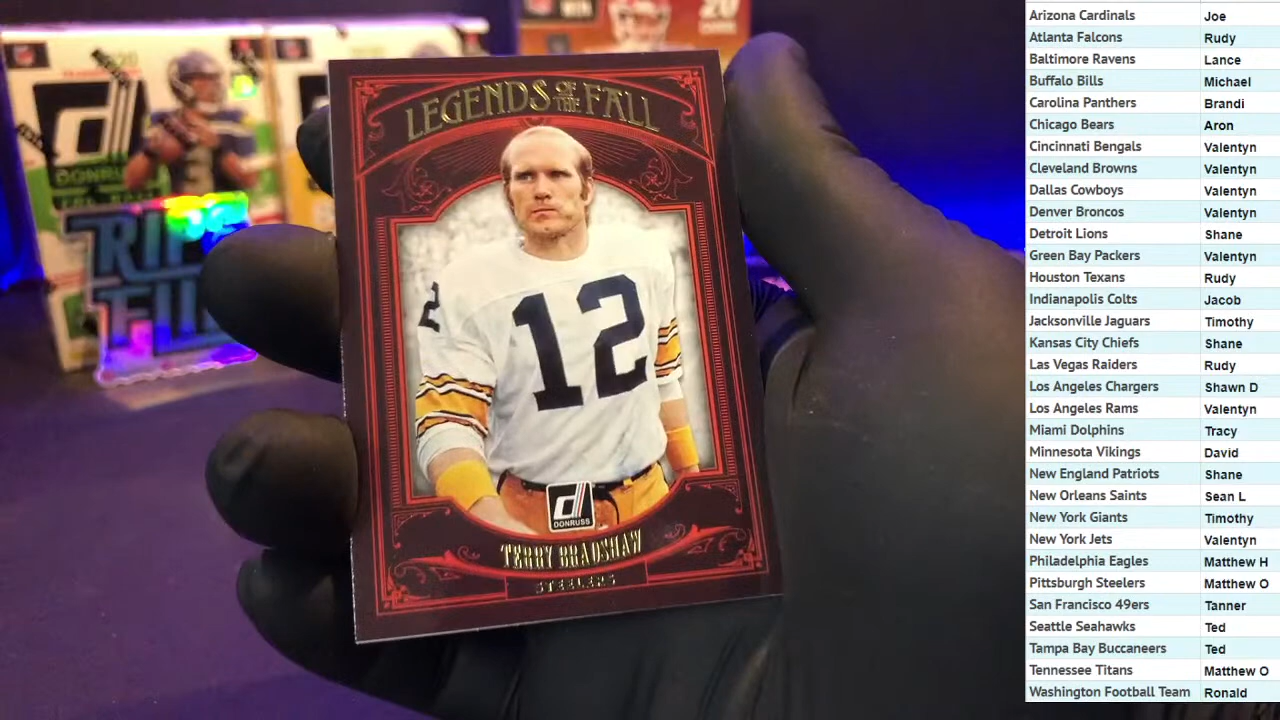 LEGENDS OF THE FALL
12
2
DONRUSS
TERRY BRADSHAW
STEELERS
DONRUSS
20
Arizona Cardinals Joe
Atlanta Falcons Rudy
Baltimore Ravens Lance
Buffalo Bills Michael
Carolina Panthers Brandi
Chicago Bears Aron
Cincinnati Bengals Valentyn
Cleveland Browns Valentyn
Dallas Cowboys Valentyn
Denver Broncos Valentyn
Detroit Lions Shane
Green Bay Packers Valentyn
Houston Texans Rudy
Indianapolis Colts Jacob
Jacksonville Jaguars Timothy
Kansas City Chiefs Shane
Las Vegas Raiders Rudy
Los Angeles Chargers Shawn D
Los Angeles Rams Valentyn
Miami Dolphins Tracy
Minnesota Vikings David
New England Patriots Shane
New Orleans Saints Sean L
New York Giants Timothy
New York Jets Valentyn
Philadelphia Eagles Matthew H
Pittsburgh Steelers Matthew O
San Francisco 49ers Tanner
Seattle Seahawks Ted
Tampa Bay Buccaneers Ted
Tennessee Titans Matthew O
Washington Football Team Ronald